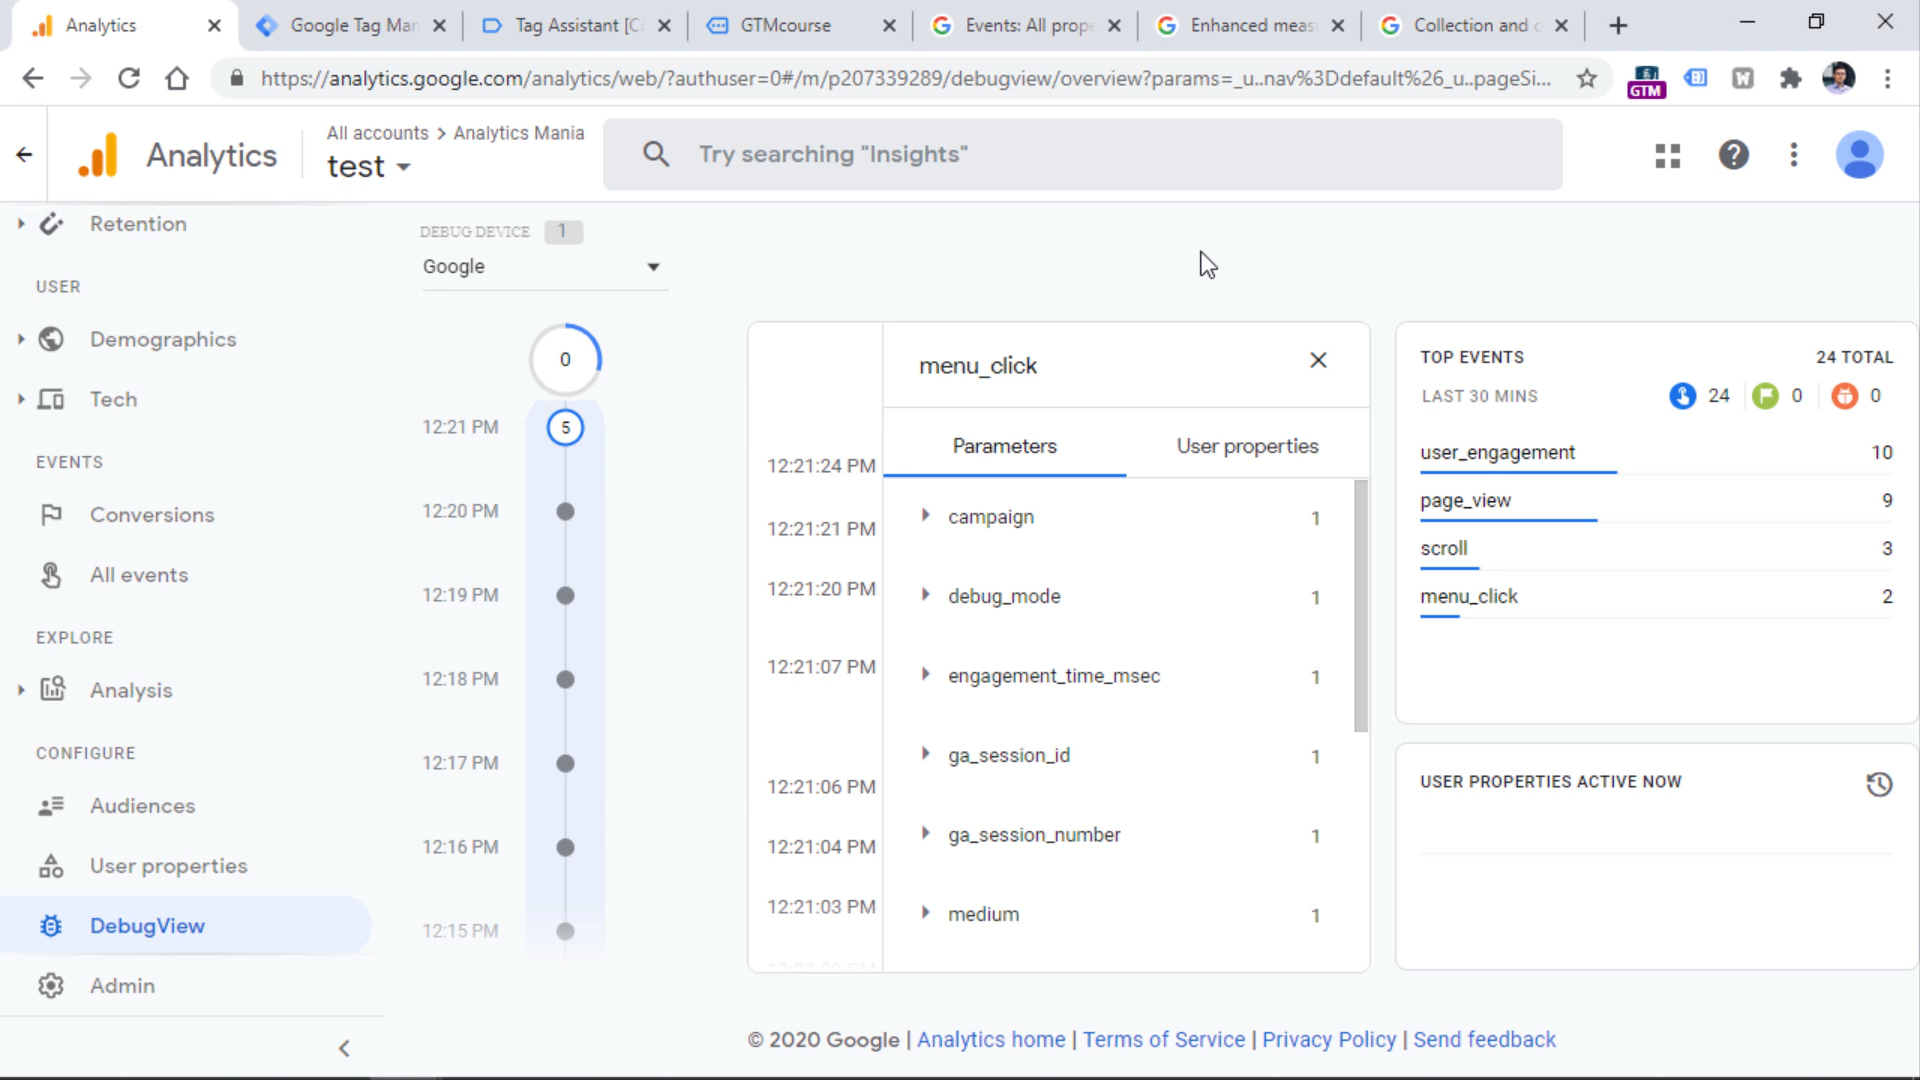 Analytics
Google Tag Man
Tag Assistant [Co
GTMcourse
Events: All prope
Enhanced meas
Collection and c
https://analytics.google.com/analytics/web/?authuser=0#/m/p207339289/debugview/overview?params=_u..nav%3Ddefault%26_u..pageSi...
GTM
W
Analytics
All accounts > Analytics Mania
test
Try searching "Insights"
Retention
USER
Demographics
Tech
EVENTS
Conversions
All events
EXPLORE
Analysis
CONFIGURE
Audiences
User properties
DebugView
Admin
DEBUG DEVICE 1
Google
0
12:21 PM 5
12:20 PM
12:19 PM
12:18 PM
12:17 PM
12:16 PM
12:15 PM
12:21:24 PM
12:21:21 PM
12:21:20 PM
12:21:07 PM
12:21:06 PM
12:21:04 PM
12:21:03 PM
menu_click
Parameters User properties
campaign 1
debug_mode 1
engagement_time_msec 1
ga_session_id 1
ga_session_number 1
medium 1
TOP EVENTS 24 TOTAL
LAST 30 MINS 24 0 0
user_engagement 10
page_view 9
scroll 3
menu_click 2
USER PROPERTIES ACTIVE NOW
© 2020 Google | Analytics home | Terms of Service | Privacy Policy | Send feedback